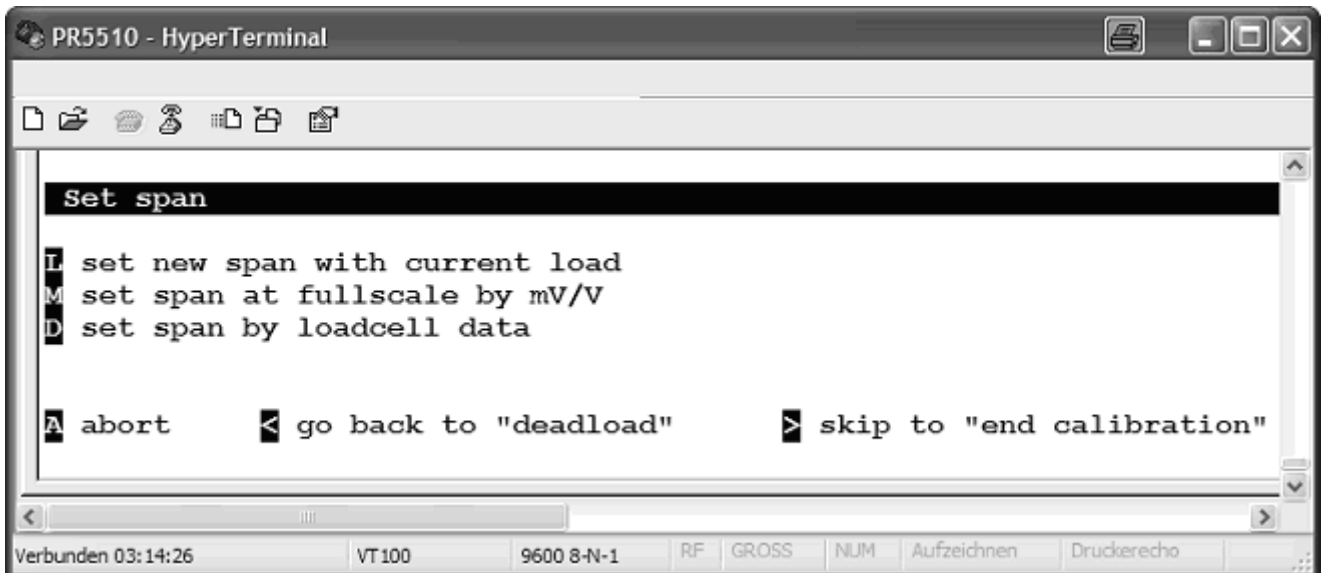 PR5510 - HyperTerminal
Set span
L set new span with current load
M set span at fullscale by mV/V
D set span by loadcell data
A abort < go back to "deadload" > skip to "end calibration"
Verbunden 03:14:26 VT100 9600 8-N-1 RF GROSS NUM Aufzeichnen Druckerecho